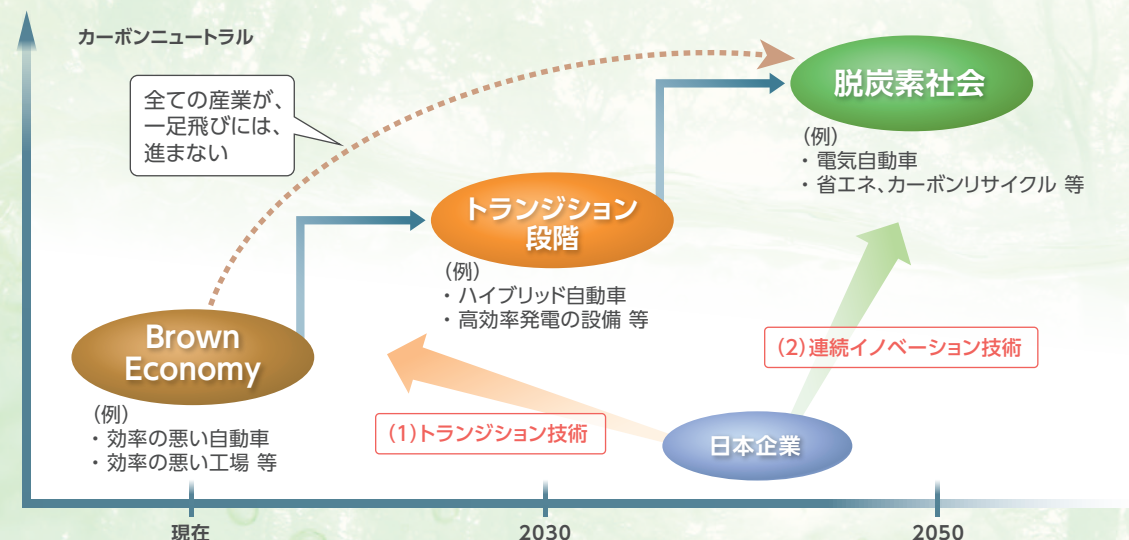 カーボンニュートラル
全ての産業が、
一足飛びには、
進まない
脱炭素社会
(例)
・電気自動車
・省エネ、カーボンリサイクル 等
トランジション
段階
(例)
・ハイブリッド自動車
・高効率発電の設備 等
Brown
Economy
(例)
・効率の悪い自動車
・効率の悪い工場 等
(2)連続イノベーション技術
(1)トランジション技術
日本企業
現在
2030
2050